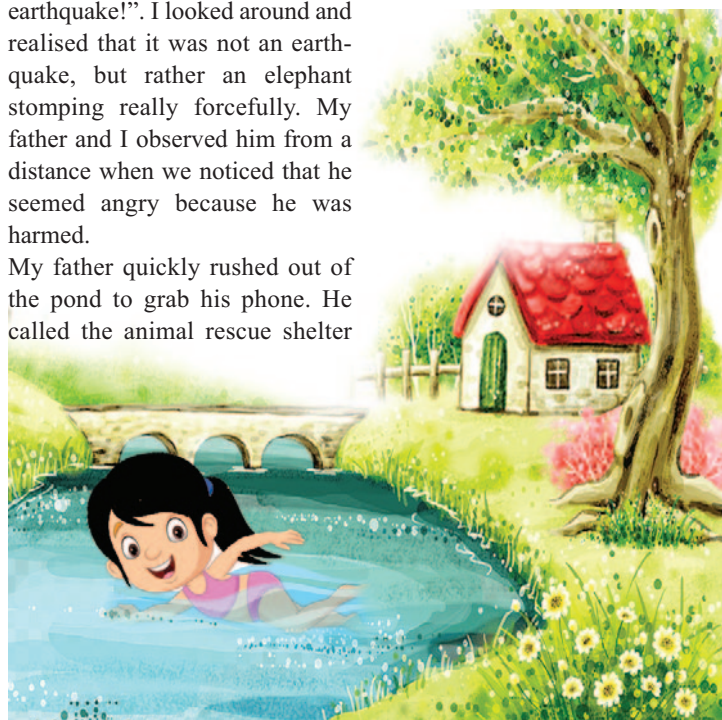 earthquake!”. I looked around and
realised that it was not an earth-
quake, but rather an elephant
stomping really forcefully. My
father and I observed him from a
distance when we noticed that he
seemed angry because he was
harmed.
My father quickly rushed out of
the pond to grab his phone. He
called the animal rescue shelter